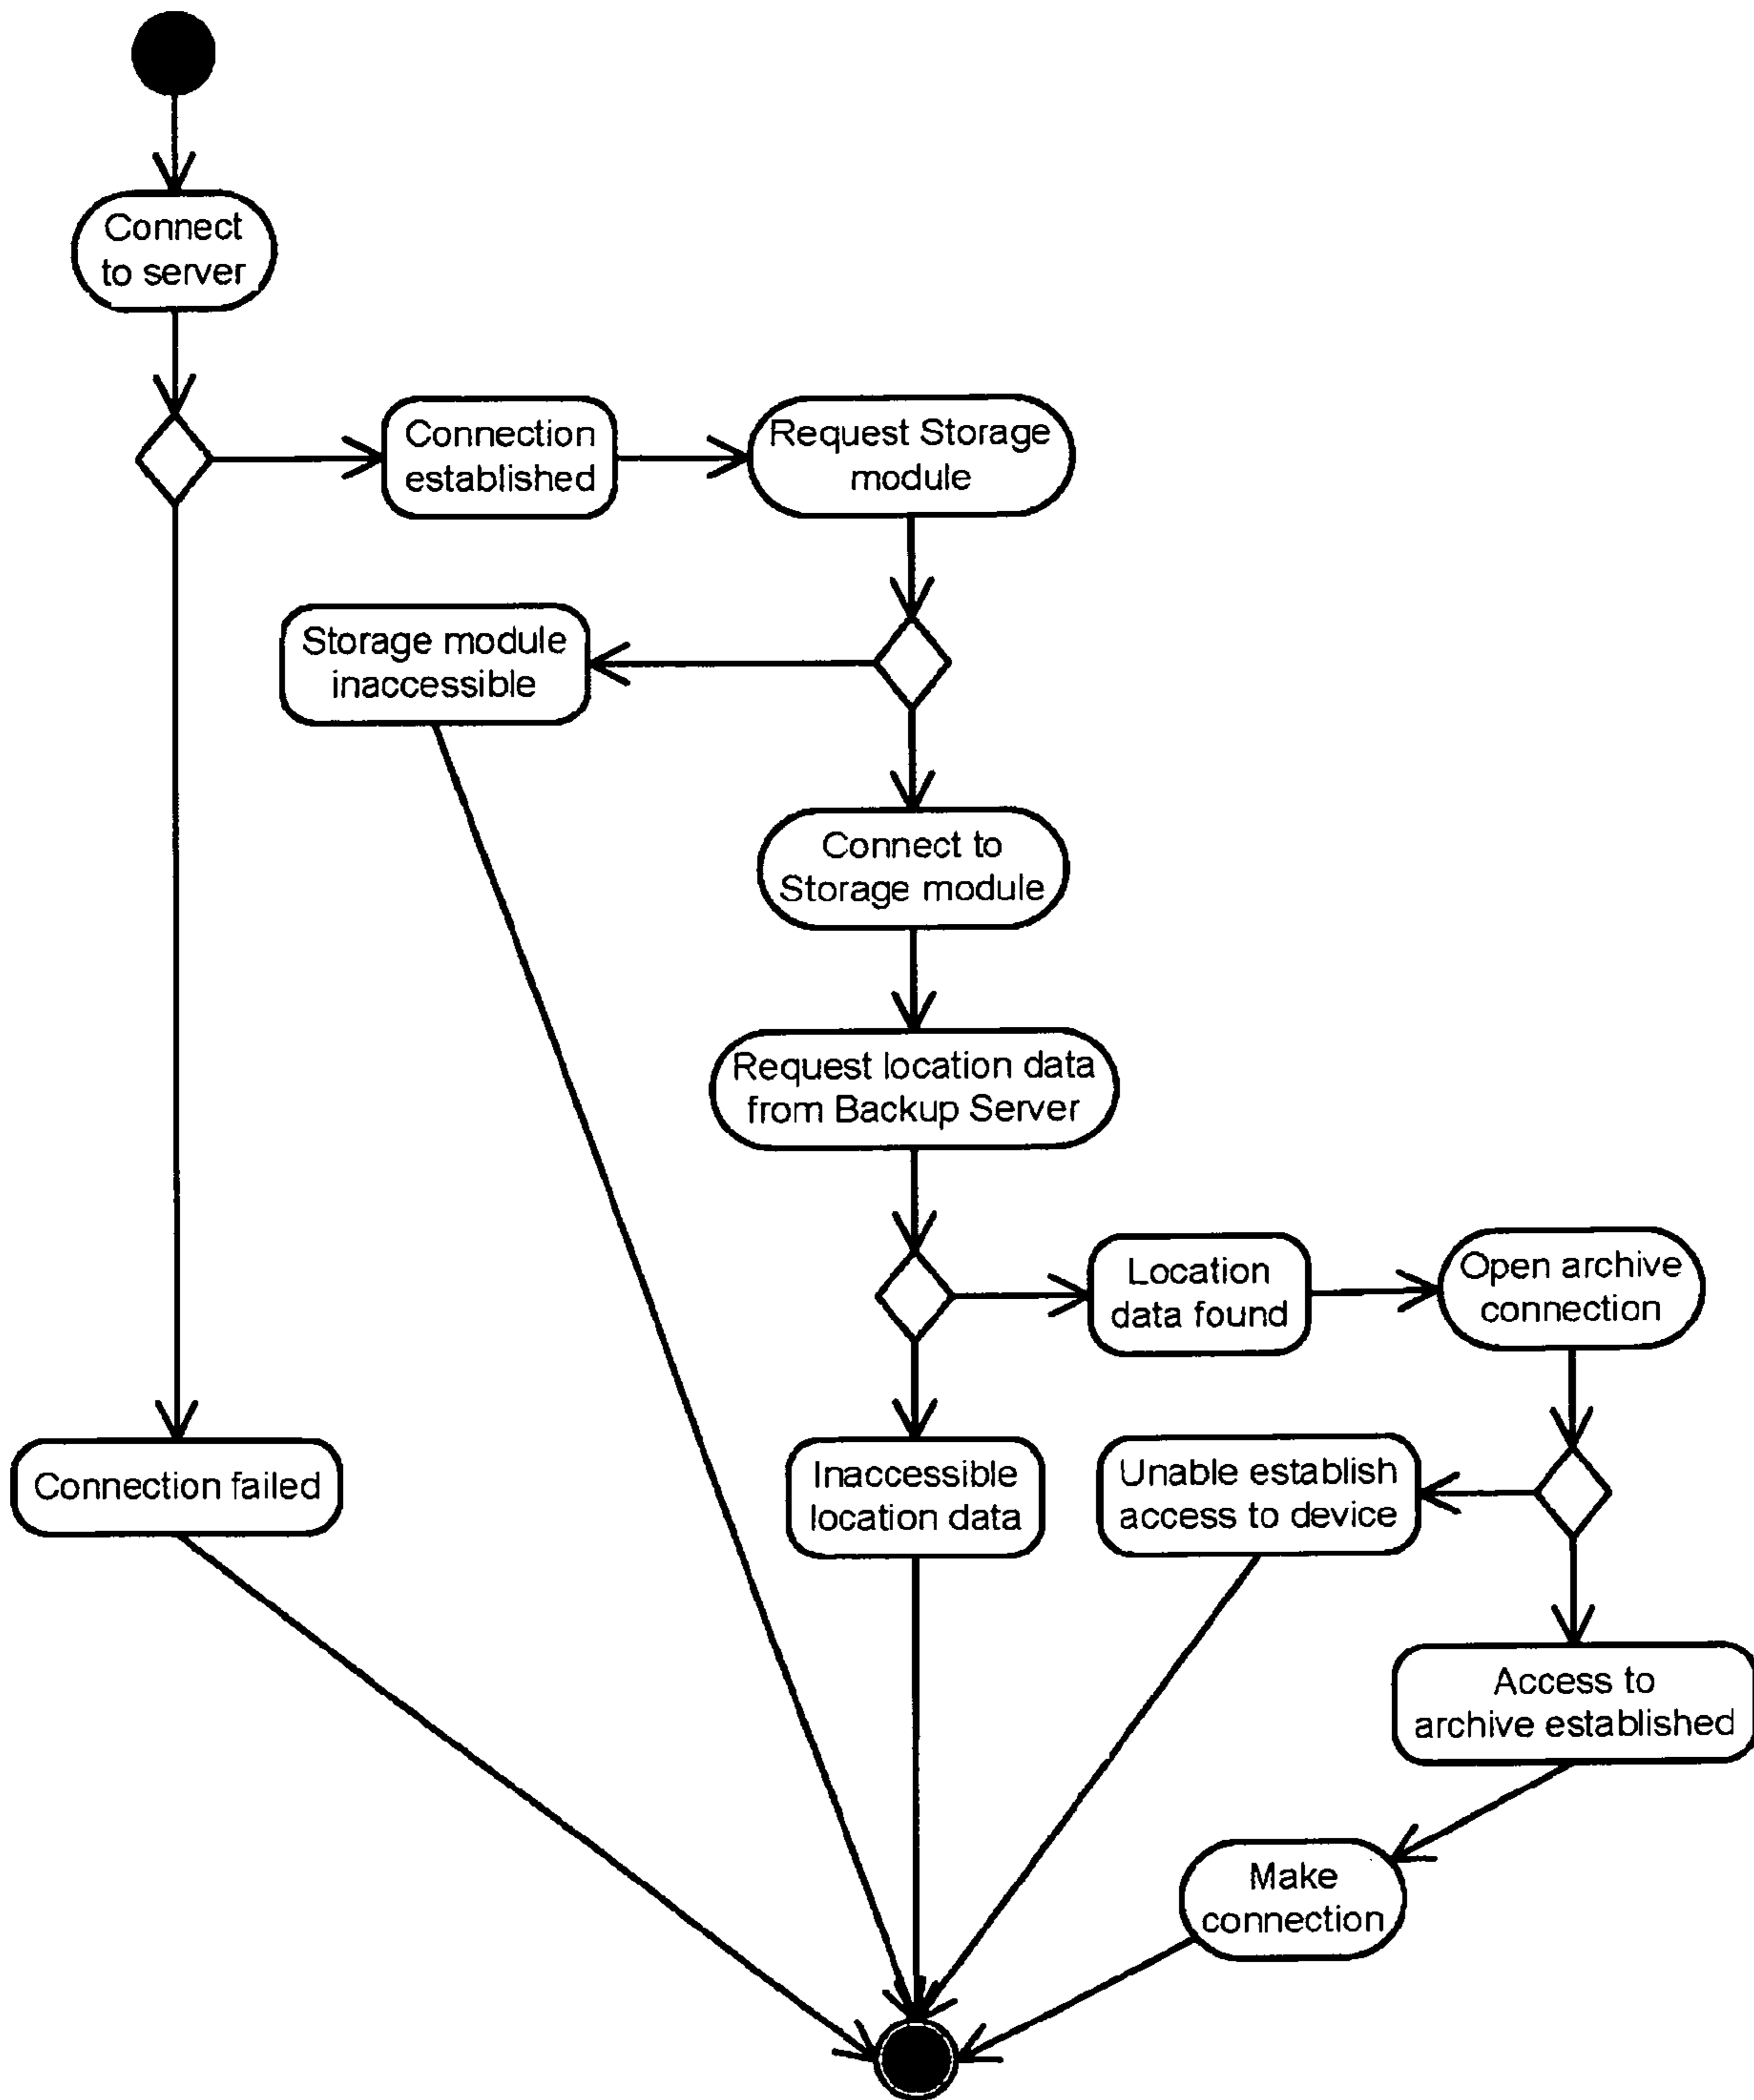 Connect
to server
Connection
established
Request Storage
module
Storage module
inaccessible
Connect to
Storage module
Request location data
from Backup Server
Location
data found
Open archive
connection
Connection failed
Inaccessible
location data
Unable establish
access to device
Access to
archive established
Make
connection